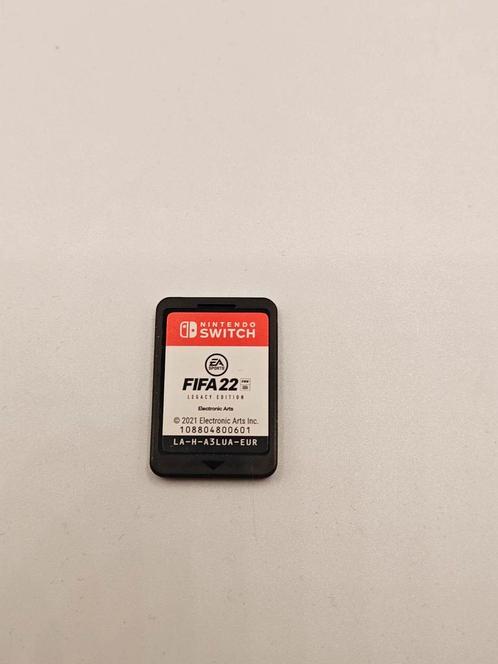 NINTENDO
SWITCH
EA
SPORTS
FIFA 22
LEGACY EDITION
Electronic Arts
© 2021 Electronic Arts Inc.
108804800601
LA-H-A3LUA-EUR